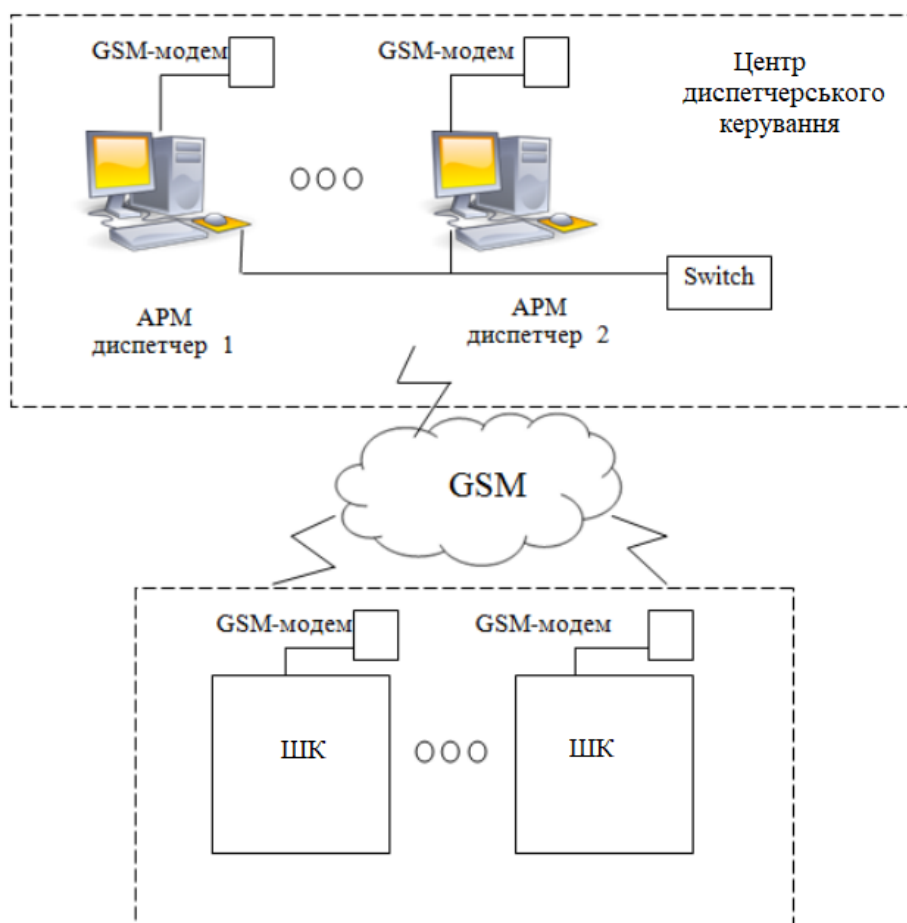 GSM-модем
GSM-модем
Центр
диспетчерського
керування
Switch
АРМ
диспетчер 1
АРМ
диспетчер 2
GSM
GSM-модем
GSM-модем
ШК
ШК